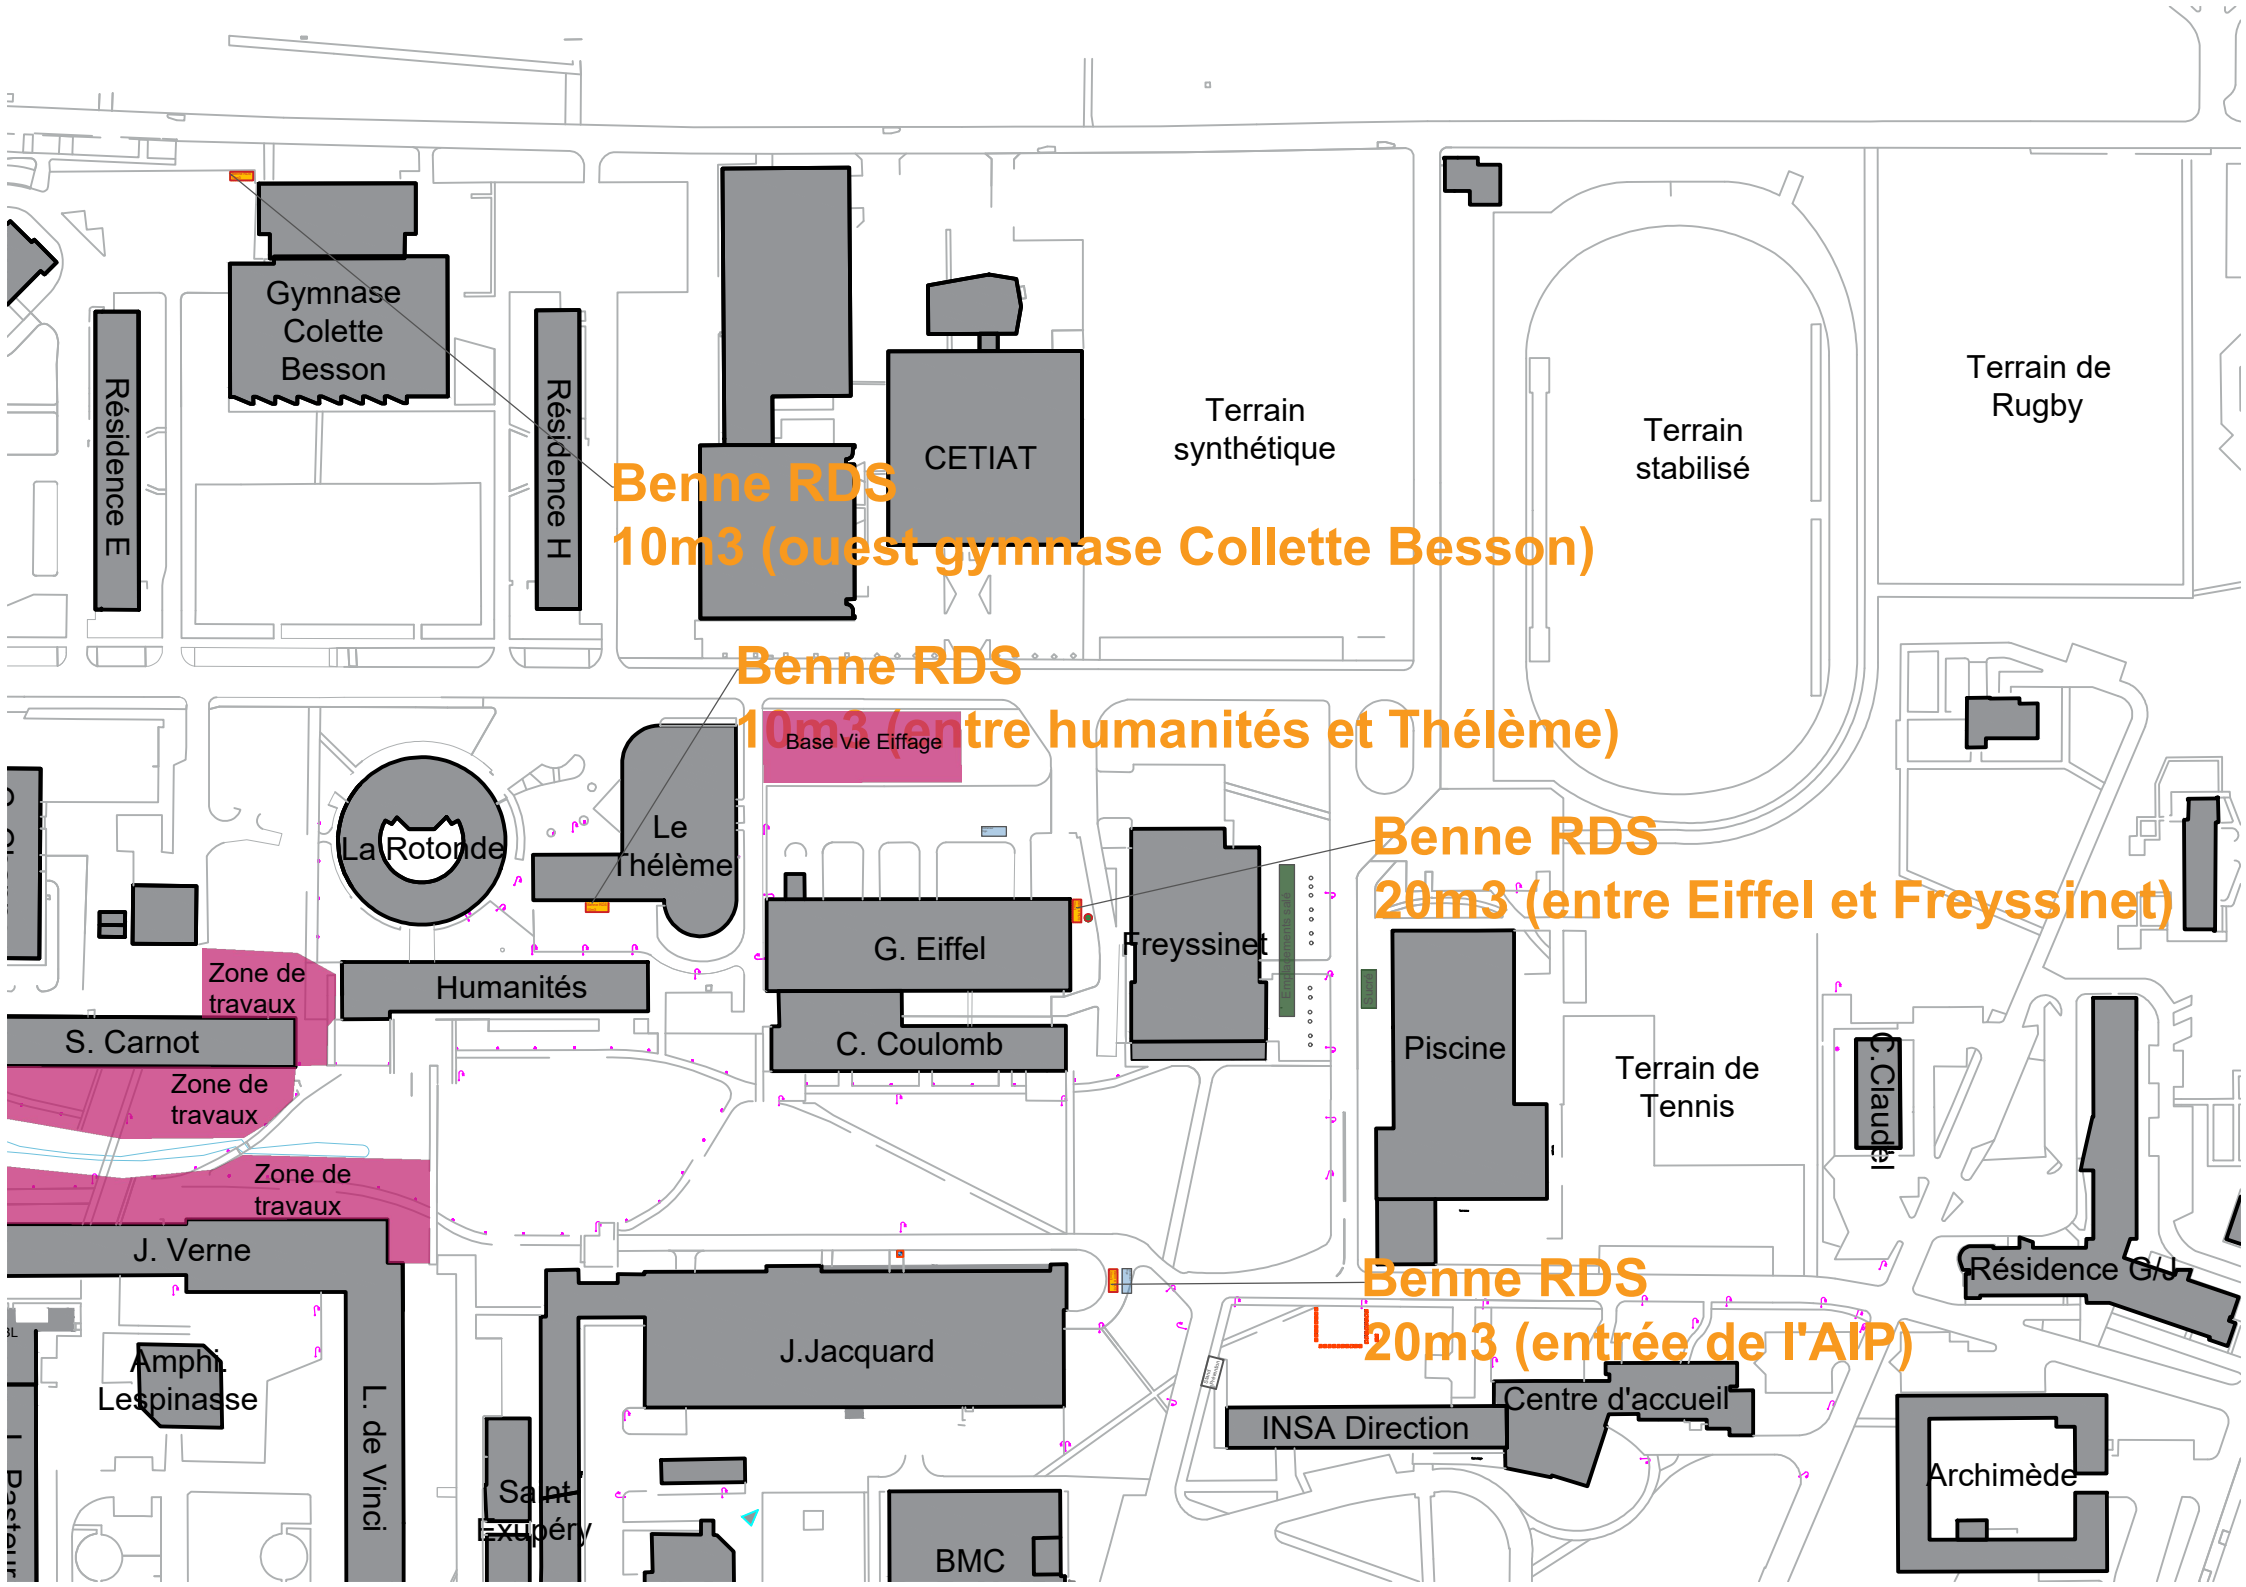 Gymnase
Colette
Besson
Résidence E
Résidence H
CETIAT
Terrain
synthétique
Terrain
stabilisé
Terrain de
Rugby
Benne RDS
10m3 (ouest gymnase Collette Besson)
Benne RDS
10m3 (entre humanités et Thélème)
Base Vie Eiffage
La Rotonde
Le
Thélème
Benne RDS
20m3 (entre Eiffel et Freyssinet)
G. Eiffel
Freyssinet
Emplacements salé
Sucré
Humanités
Zone de
travaux
S. Carnot
C. Coulomb
Piscine
Terrain de
Tennis
C.Claudel
Zone de
travaux
Zone de
travaux
J. Verne
Résidence G/J
Benne RDS
20m3 (entrée de l'AIP)
J.Jacquard
Amphi.
Lespinasse
L. de Vinci
INSA Direction
Centre d'accueil
Archimède
Saint
Exupéry
BMC
L. Pasteur